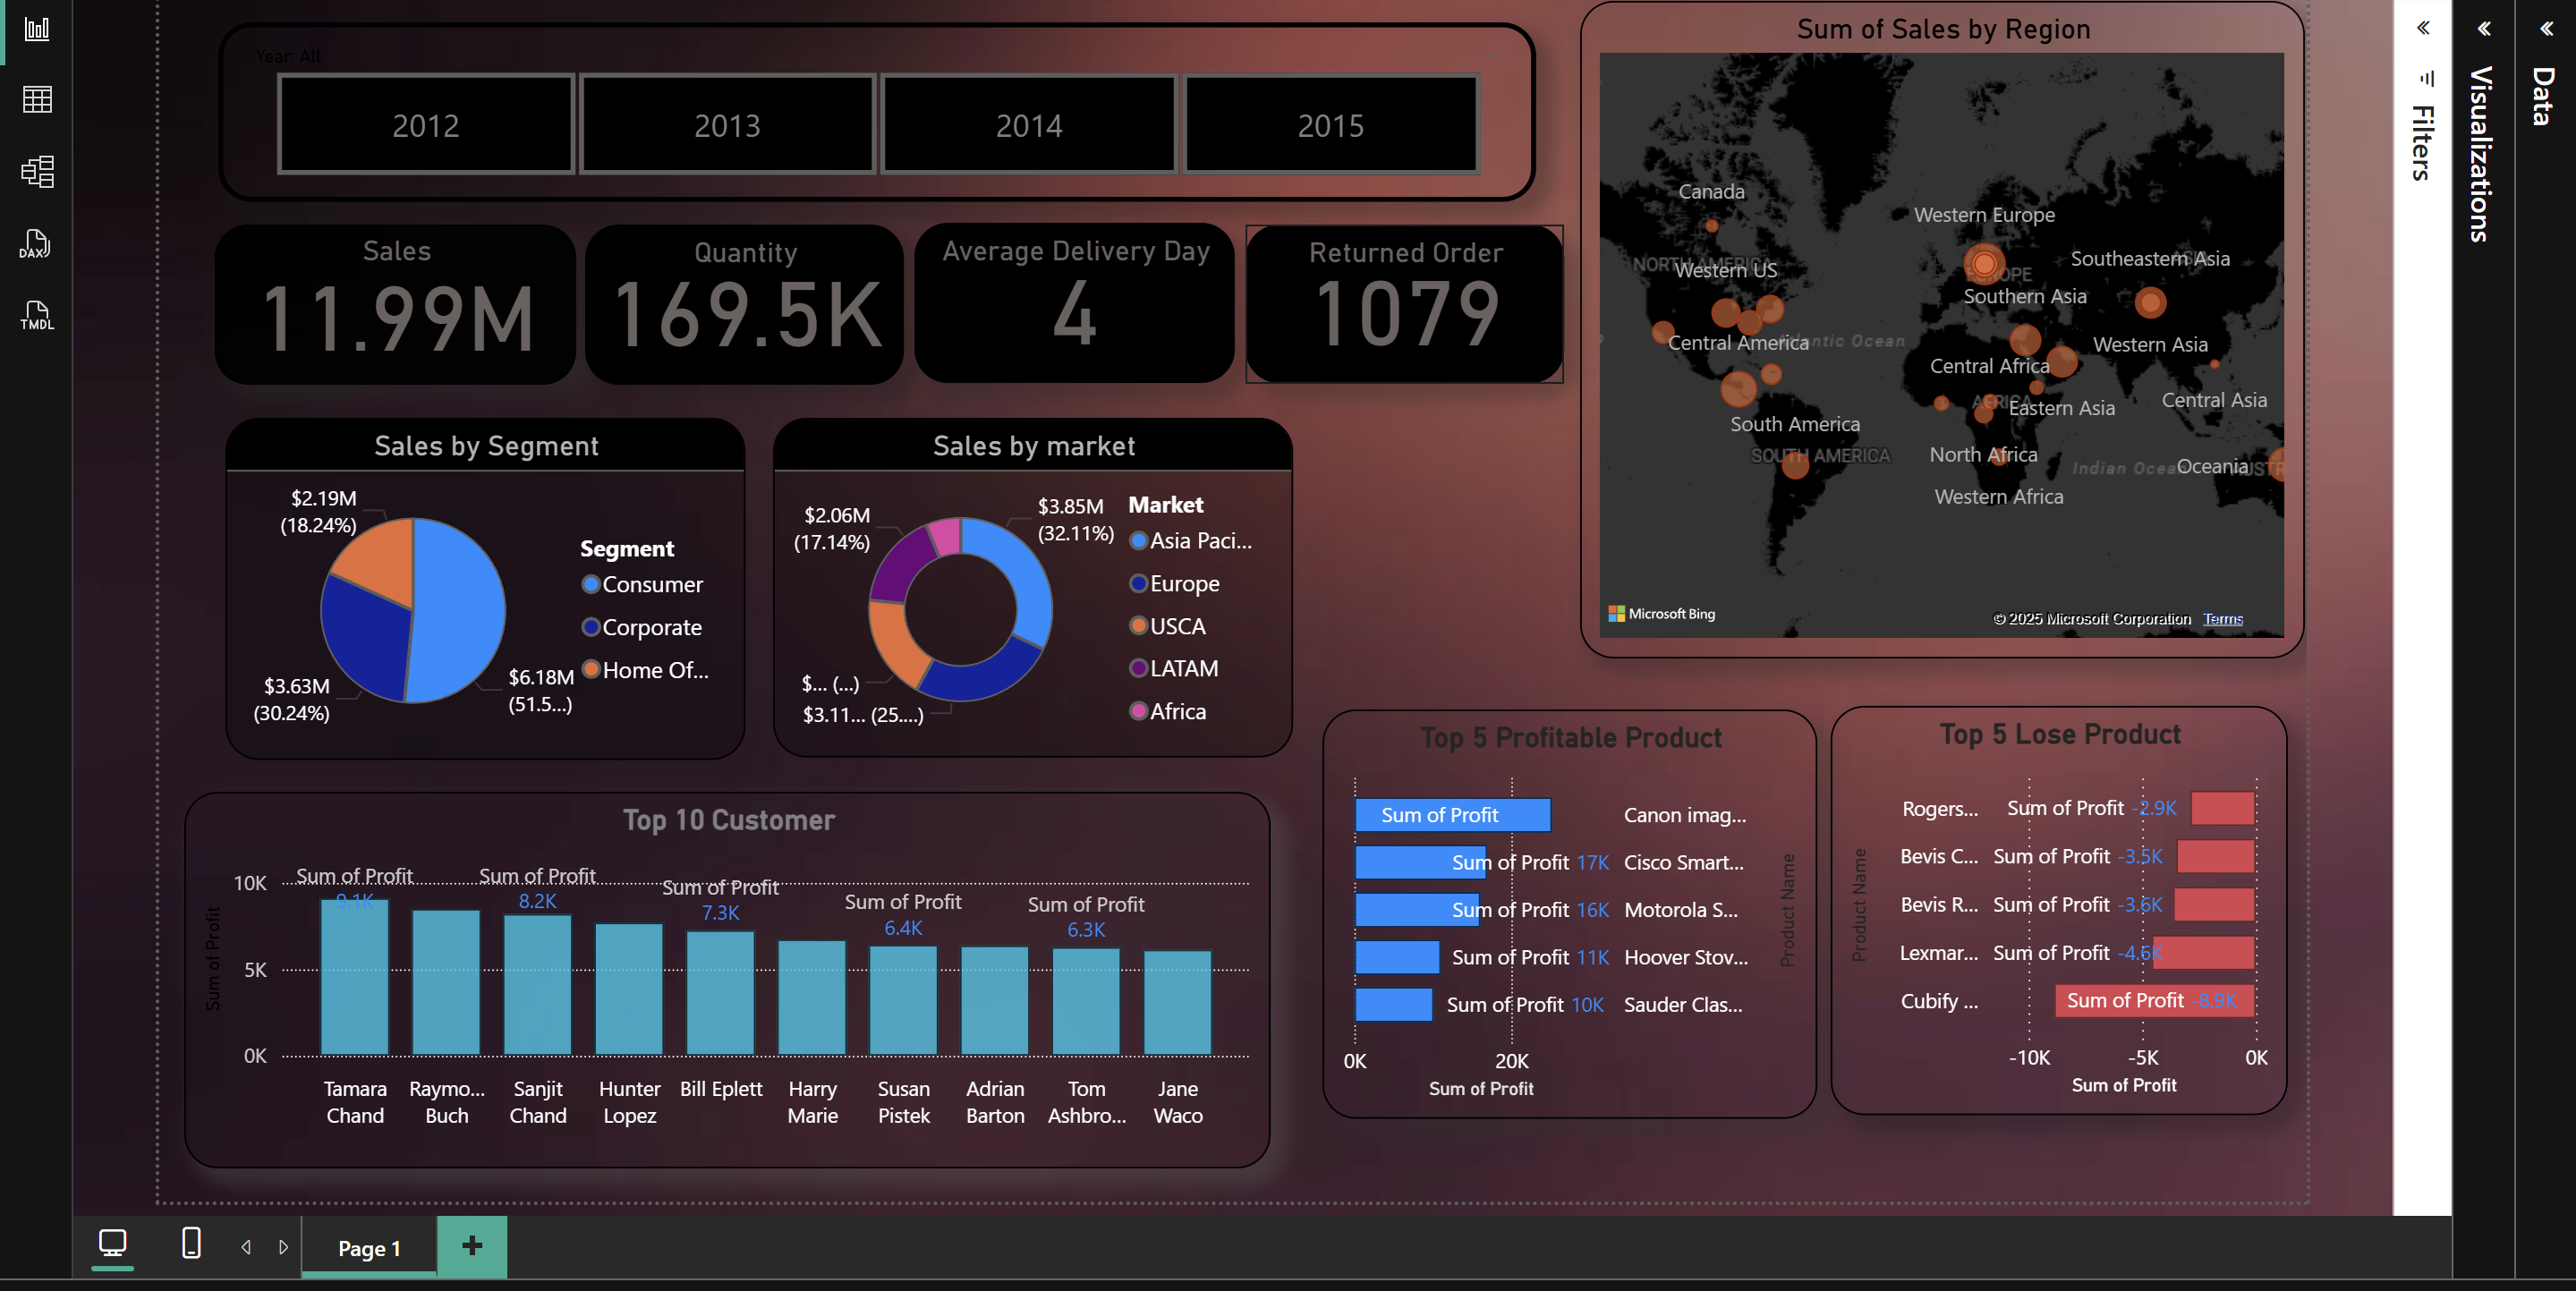 Year: All
2012
2013
2014
2015
Sales
11.99M
Quantity
169.5K
Average Delivery Day
4
Returned Order
1079
Sum of Sales by Region
Canada
NORTH AMERICA
Western US
Western Europe
EUROPE
Southeastern Asia
Southern Asia
Central America
Atlantic Ocean
Western Asia
Central Africa
AFRICA
Eastern Asia
Central Asia
South America
SOUTH AMERICA
North Africa
Indian Ocean
Oceania
Western Africa
Microsoft Bing
© 2025 Microsoft Corporation Terms
Filters
Visualizations
Data
DAX
TMDL
Sales by Segment
$2.19M
(18.24%)
$3.63M
(30.24%)
$6.18M
(51.5...)
Segment
Consumer
Corporate
Home Of...
Sales by market
$2.06M
(17.14%)
$3.85M
(32.11%)
$... (...)
$3.11... (25....)
Market
Asia Paci...
Europe
USCA
LATAM
Africa
Top 10 Customer
Sum of Profit
10K
5K
0K
Sum of Profit
9.1K
Sum of Profit
8.2K
Sum of Profit
7.3K
Sum of Profit
6.4K
Sum of Profit
6.3K
Tamara
Chand
Raymo...
Buch
Sanjit
Chand
Hunter
Lopez
Bill Eplett
Harry
Marie
Susan
Pistek
Adrian
Barton
Tom
Ashbro...
Jane
Waco
Top 5 Profitable Product
Sum of Profit Canon imag...
Sum of Profit 17K Cisco Smart...
Sum of Profit 16K Motorola S...
Sum of Profit 11K Hoover Stov...
Sum of Profit 10K Sauder Clas...
Product Name
0K 20K
Sum of Profit
Top 5 Lose Product
Product Name
Rogers... Sum of Profit -2.9K
Bevis C... Sum of Profit -3.5K
Bevis R... Sum of Profit -3.6K
Lexmar... Sum of Profit -4.6K
Cubify ... Sum of Profit -8.9K
-10K -5K 0K
Sum of Profit
Page 1